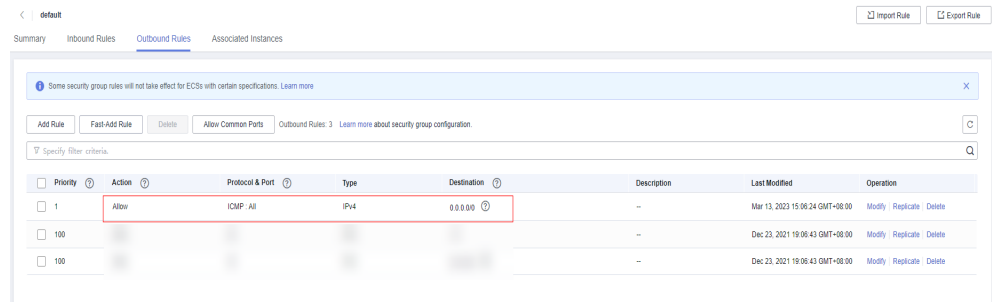 default Import Rule Export Rule
Summary Inbound Rules Outbound Rules Associated Instances
Some security group rules will not take effect for ECSs with certain specifications. Learn more
Add Rule Fast-Add Rule Delete Allow Common Ports Outbound Rules: 3 Learn more about security group configuration.
Specify filter criteria.
Priority Action Protocol & Port Type Destination Description Last Modified Operation
1 Allow ICMP : All IPv4 0.0.0.0/0 -- Mar 13, 2023 15:06:24 GMT+08:00 Modify Replicate Delete
100 -- Dec 23, 2021 19:06:43 GMT+08:00 Modify Replicate Delete
100 -- Dec 23, 2021 19:06:43 GMT+08:00 Modify Replicate Delete